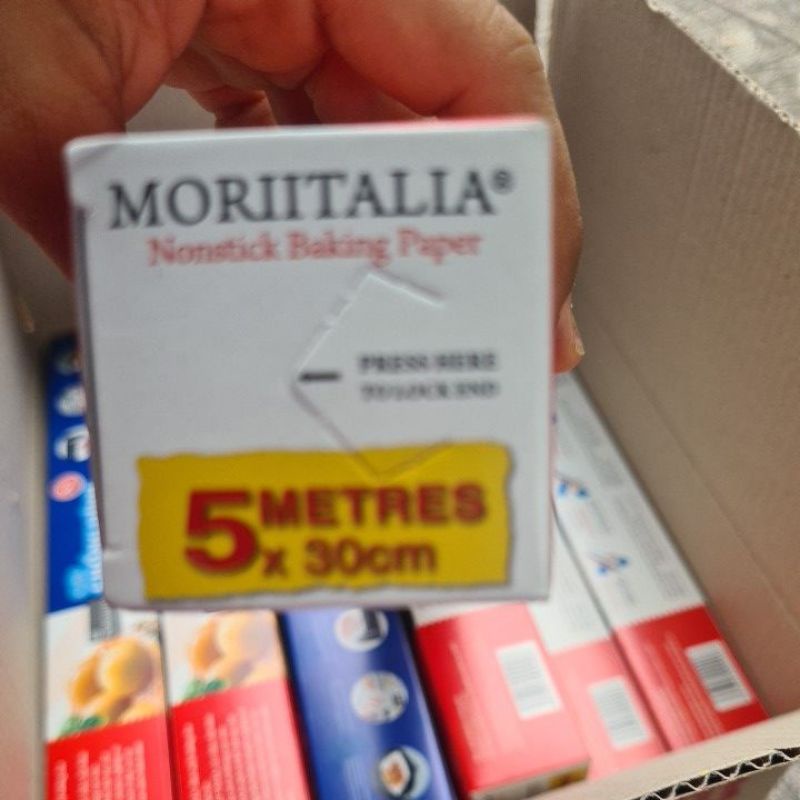 MORIITALIA®
Nonstick Baking Paper
PRESS HERE
TO LOCK END
5 METRES
x 30cm